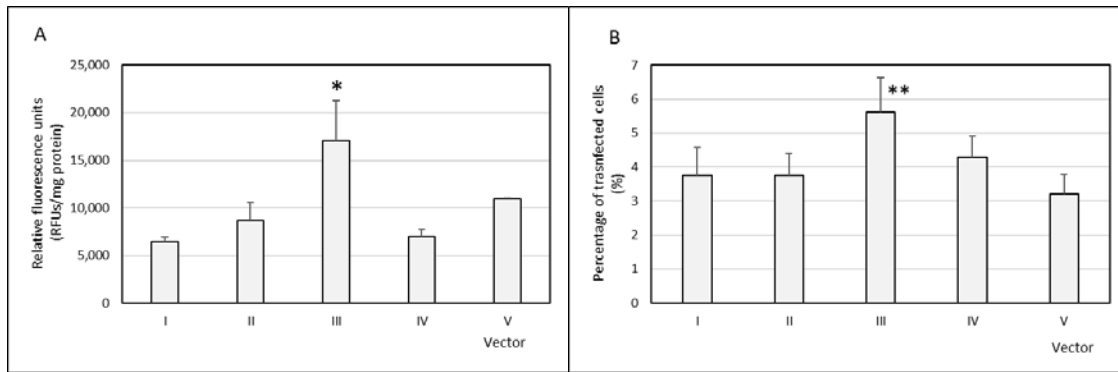 A
Relative fluorescence units
(RFUs/mg protein)
25,000
20,000
15,000
10,000
5,000
0
*
I II III IV V
Vector
B
Percentage of trasnfected cells
(%)
7
6
5
4
3
2
1
0
**
I II III IV V
Vector